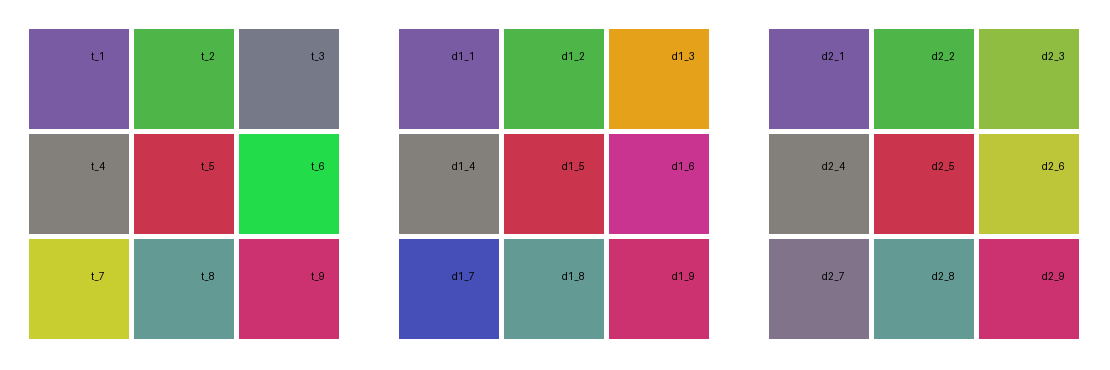 t_1 t_2 t_3 d1_1 d1_2 d1_3 d2_1 d2_2 d2_3
t_4 t_5 t_6 d1_4 d1_5 d1_6 d2_4 d2_5 d2_6
t_7 t_8 t_9 d1_7 d1_8 d1_9 d2_7 d2_8 d2_9